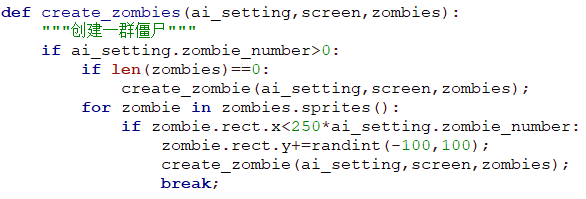 def create_zombies(ai_setting,screen,zombies):
    """创建一群僵尸"""
    if ai_setting.zombie_number>0:
        if len(zombies)==0:
            create_zombie(ai_setting,screen,zombies);
        for zombie in zombies.sprites():
            if zombie.rect.x<250*ai_setting.zombie_number:
                zombie.rect.y+=randint(-100,100);
                create_zombie(ai_setting,screen,zombies);
                break;